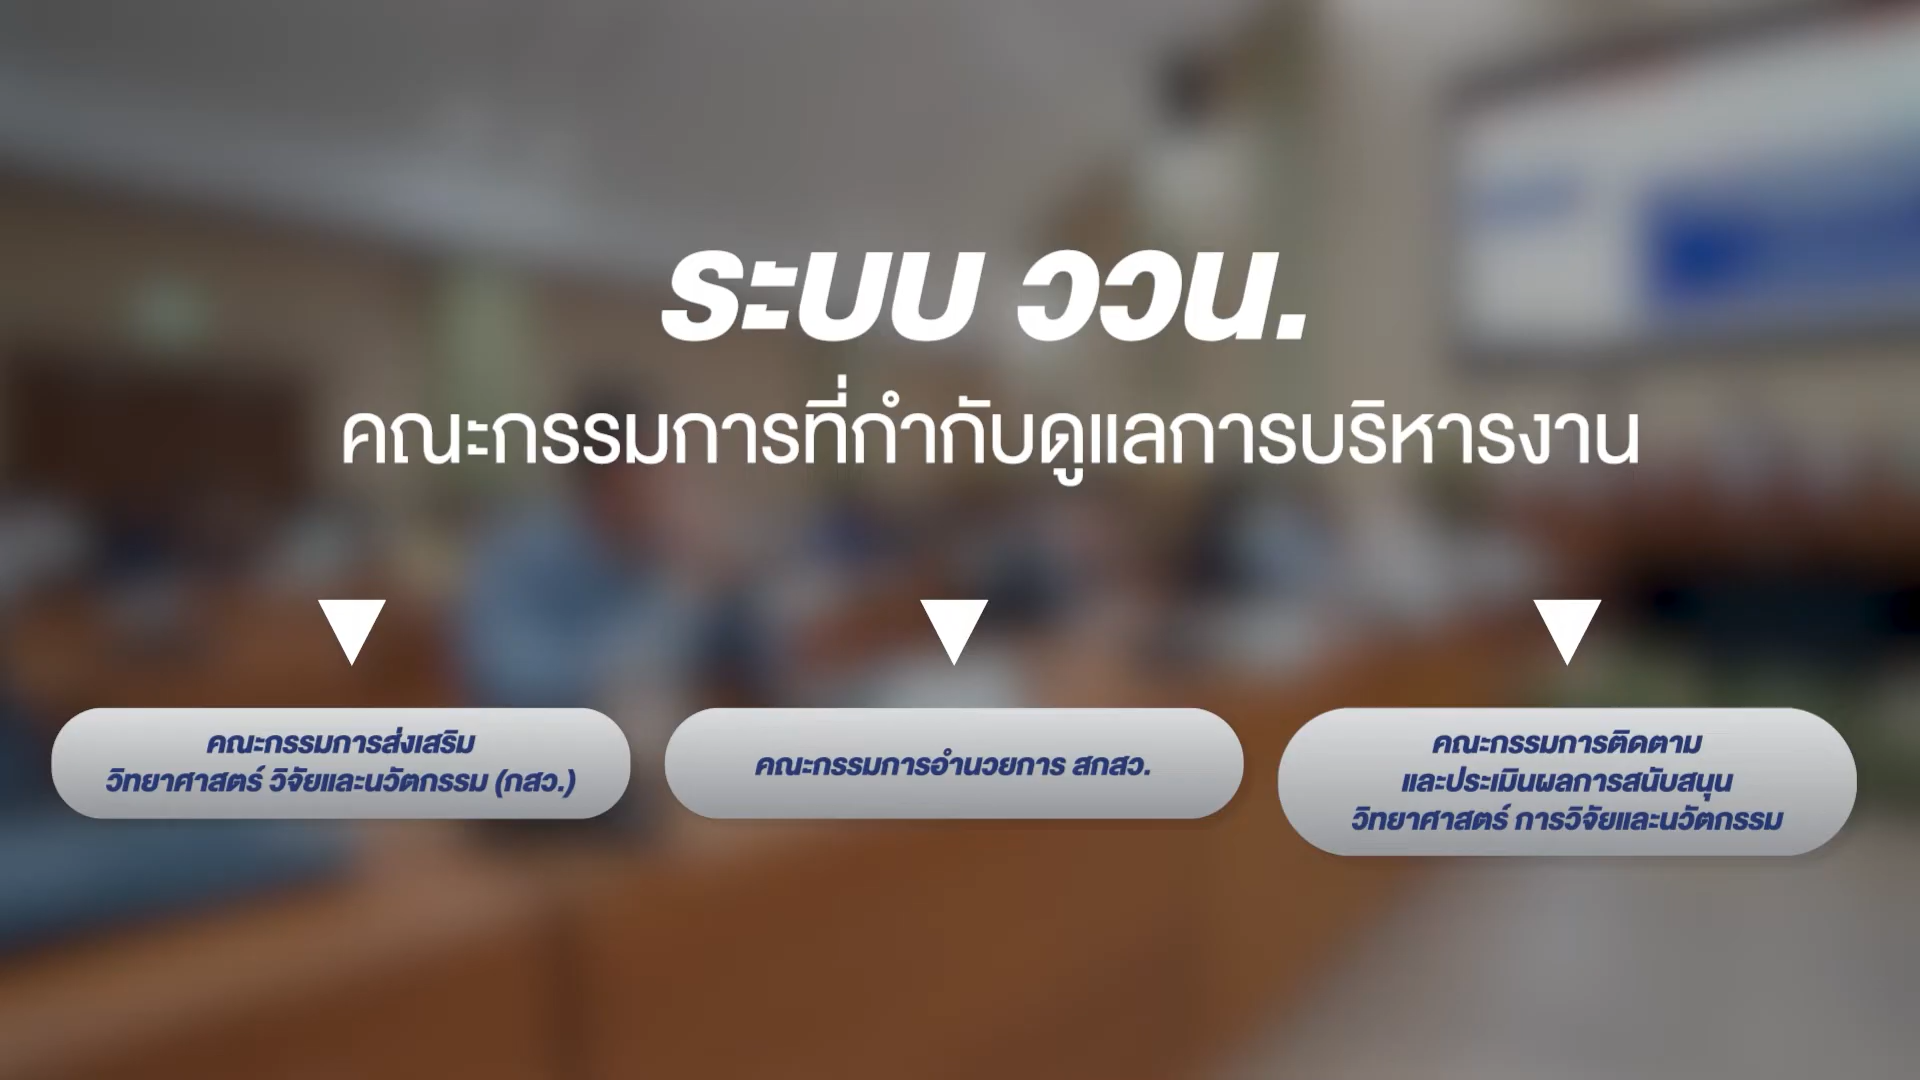 ระบบ ววน.
คณะกรรมการที่กำกับดูแลการบริหารงาน
คณะกรรมการส่งเสริม
วิทยาศาสตร์ วิจัยและนวัตกรรม (กสว.)
คณะกรรมการอำนวยการ สกสว.
คณะกรรมการติดตาม
และประเมินผลการสนับสนุน
วิทยาศาสตร์ การวิจัยและนวัตกรรม